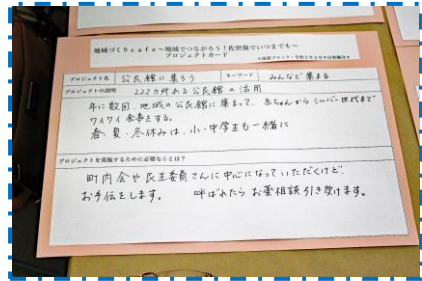 地域づくりcafe~地域でつながろう!佐世保でいつまでも~
プロジェクトカード
プロジェクト名 公民館に集ろう キーワード みんなで集まる
プロジェクトの説明 222カ所ある公民館の活用
年に数回、地域の公民館に集まって、赤ちゃんからシルバー世代まで
ワイワイ食事をする。
春、夏、冬休みは、小・中学生も一緒に
プロジェクトを実施するために必要なことは?
町内会や民生委員さんに中心になっていただくけど、
お手伝をします。 呼ばれたらお薬相談引き受けます。